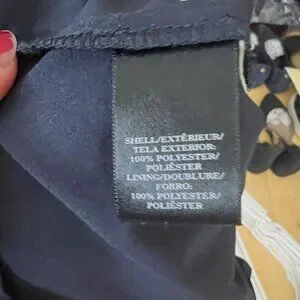 SHELL/EXTÉRIEUR/
TELA EXTERIOR:
100% POLYESTER/
POLIÉSTER
LINING/DOUBLURE/
FORRO:
100% POLYESTER/
POLIÉSTER